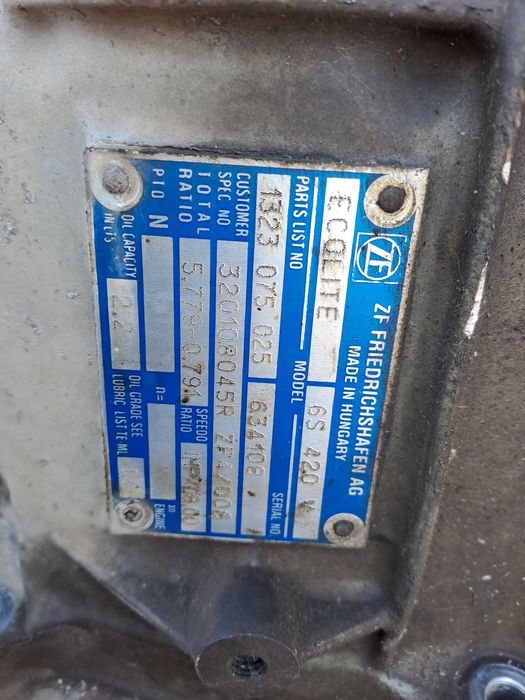 ZF
ZF FRIEDRICHSHAFEN AG
MADE IN HUNGARY
ECOLITE
MODEL
6S 420 V
PARTS LIST NO
SERIAL NO.
1323 075 025
634108
CUSTOMER
SPEC NO
TOTAL
RATIO
5.779-0.791
SPEEDO
RATIO
PTO N
n=
ENGINE
OIL CAPACITY
IN LTS
2.2
OIL GRADE SEE
LUBRIC. LIST TE-ML